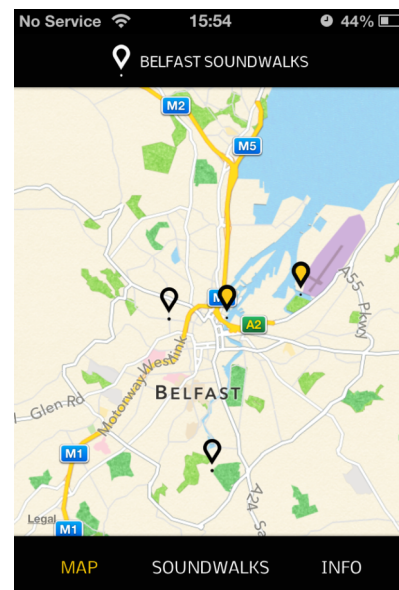 No Service 15:54 44%
BELFAST SOUNDWALKS
M2
M5
A55 Pkwy
A2
Motorway Westlink
BELFAST
Glen Rd
M1
A24
Legal
M1
MAP SOUNDWALKS INFO